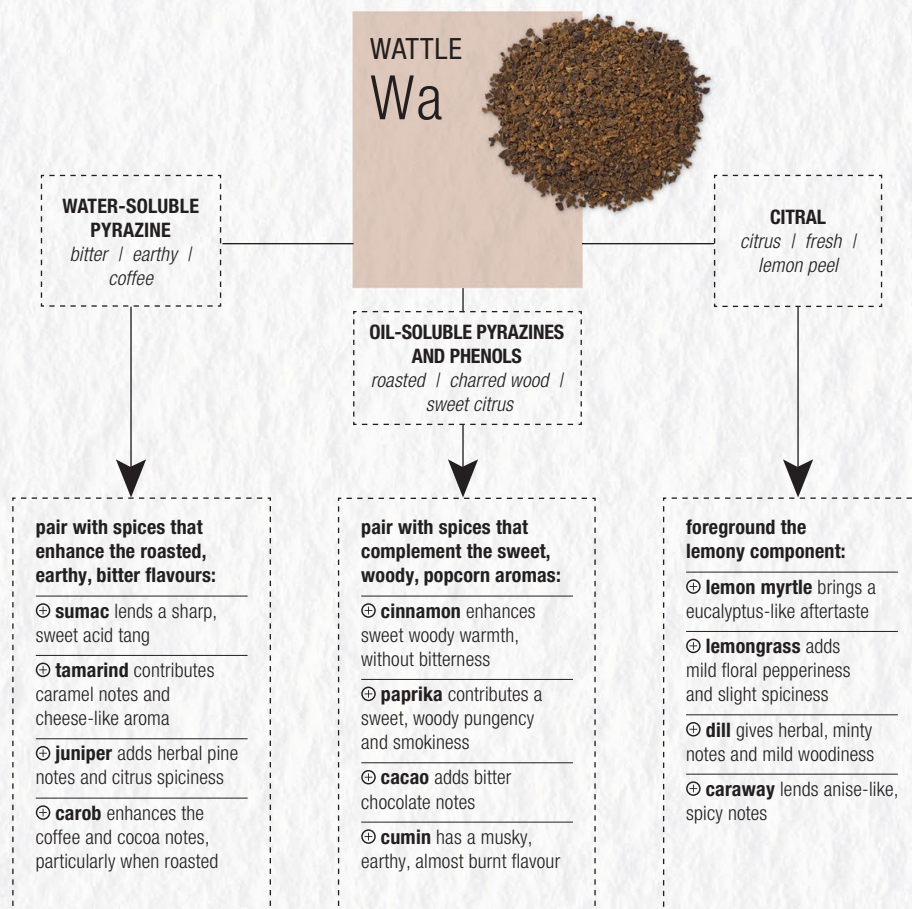 WATTLE
Wa
WATER-SOLUBLE
PYRAZINE
bitter | earthy |
coffee
OIL-SOLUBLE PYRAZINES
AND PHENOLS
roasted | charred wood |
sweet citrus
CITRAL
citrus | fresh |
lemon peel
pair with spices that
enhance the roasted,
earthy, bitter flavours:
⊕ sumac lends a sharp,
sweet acid tang
⊕ tamarind contributes
caramel notes and
cheese-like aroma
⊕ juniper adds herbal pine
notes and citrus spiciness
⊕ carob enhances the
coffee and cocoa notes,
particularly when roasted
pair with spices that
complement the sweet,
woody, popcorn aromas:
⊕ cinnamon enhances
sweet woody warmth,
without bitterness
⊕ paprika contributes a
sweet, woody pungency
and smokiness
⊕ cacao adds bitter
chocolate notes
⊕ cumin has a musky,
earthy, almost burnt flavour
foreground the
lemony component:
⊕ lemon myrtle brings a
eucalyptus-like aftertaste
⊕ lemongrass adds
mild floral pepperiness
and slight spiciness
⊕ dill gives herbal, minty
notes and mild woodiness
⊕ caraway lends anise-like,
spicy notes